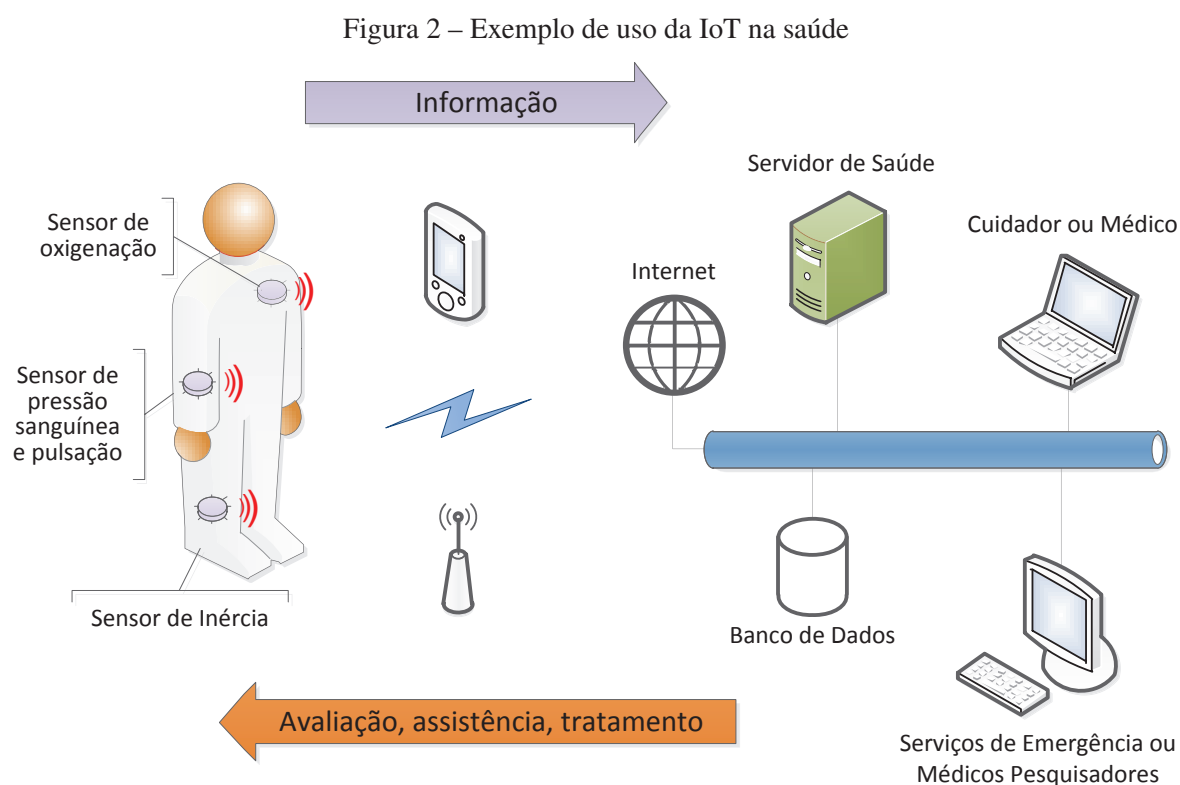 Figura 2 – Exemplo de uso da IoT na saúde
Informação
Servidor de Saúde
Sensor de
oxigenação
Cuidador ou Médico
Internet
Sensor de
pressão
sanguínea
e pulsação
Sensor de Inércia
Banco de Dados
Avaliação, assistência, tratamento
Serviços de Emergência ou
Médicos Pesquisadores